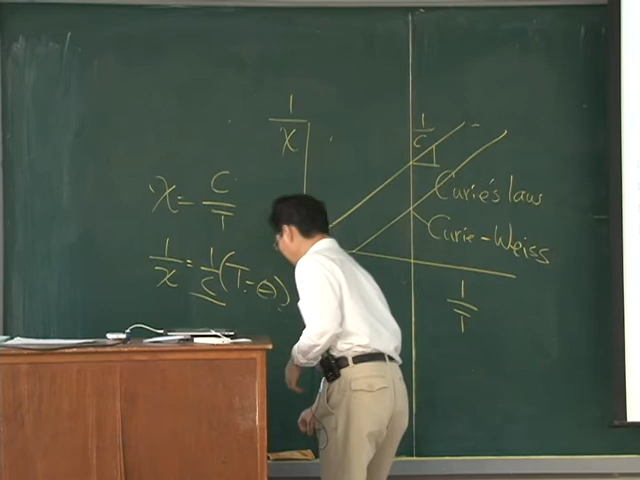 1/χ
1/C
χ = C/T
Curie's law
Curie-Weiss
1/χ = 1/C (T - Θ)
1/T